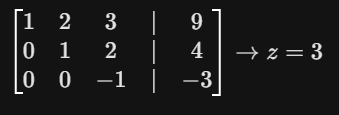 1 2 3 | 9
0 1 2 | 4 → z = 3
0 0 −1 | −3